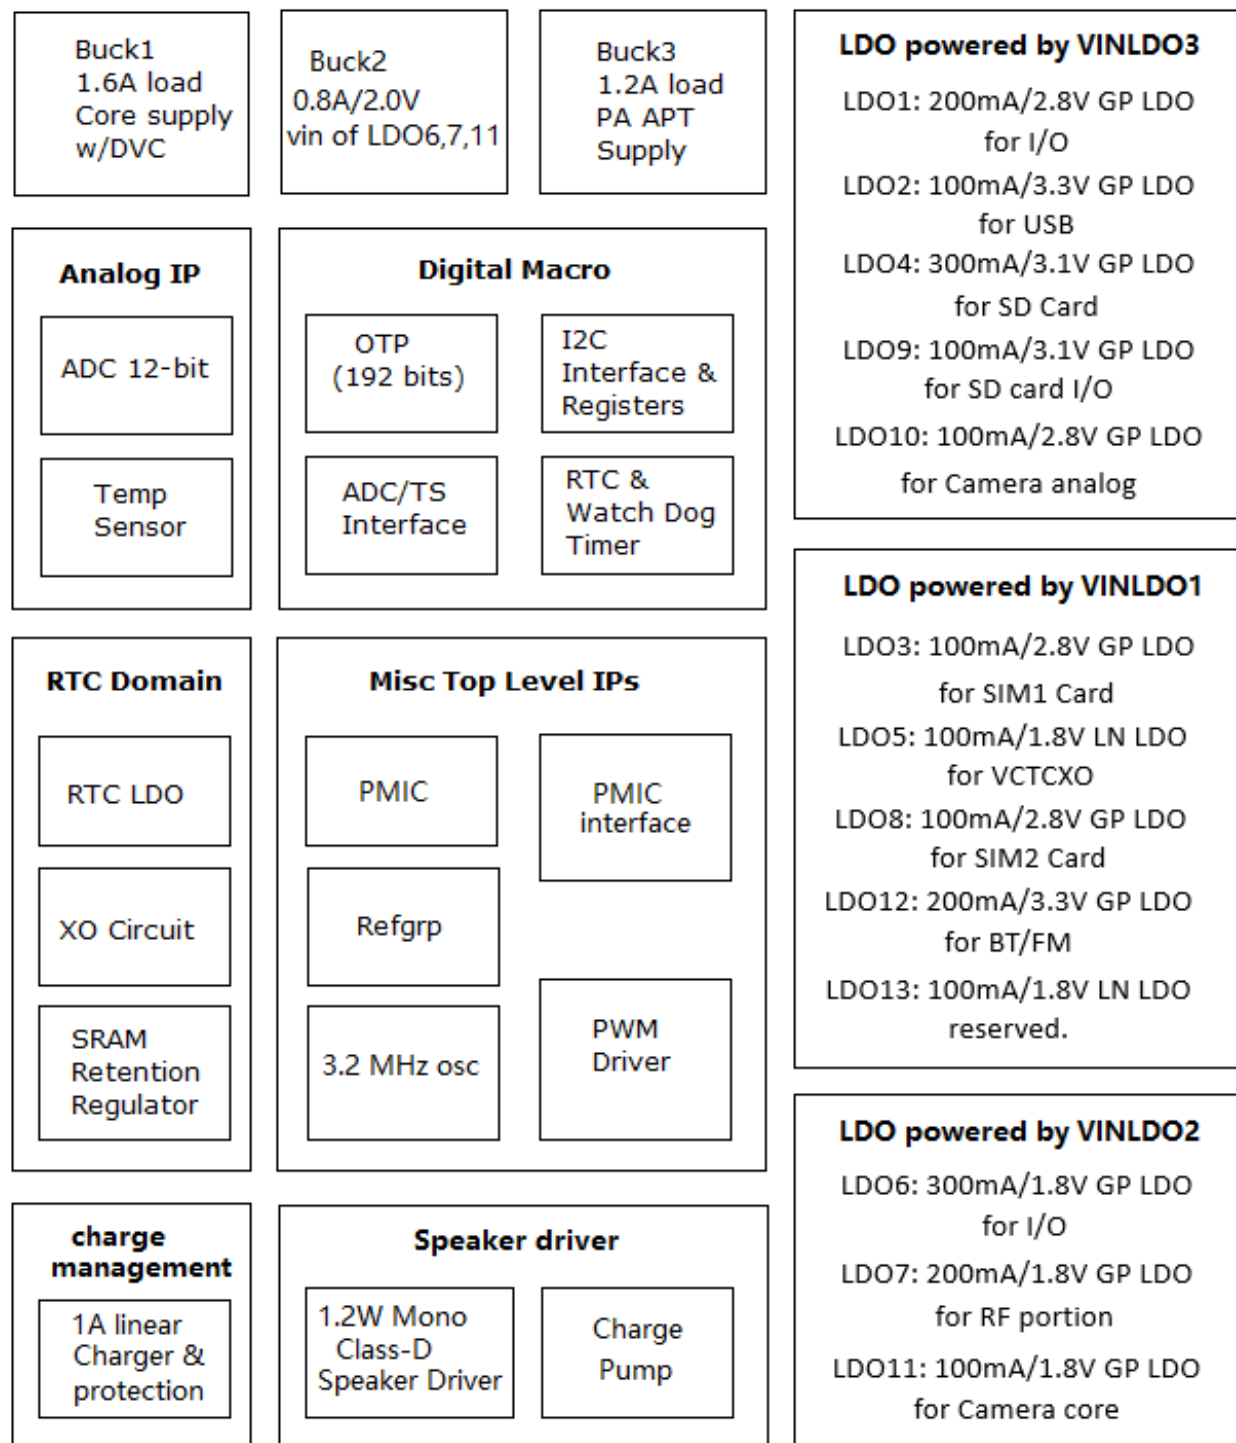 Buck1
1.6A load
Core supply
w/DVC
Buck2
0.8A/2.0V
vin of LDO6,7,11
Buck3
1.2A load
PA APT
Supply
Analog IP
ADC 12-bit
Temp
Sensor
Digital Macro
OTP
(192 bits)
I2C
Interface &
Registers
ADC/TS
Interface
RTC &
Watch Dog
Timer
RTC Domain
RTC LDO
XO Circuit
SRAM
Retention
Regulator
Misc Top Level IPs
PMIC
PMIC
interface
Refgrp
3.2 MHz osc
PWM
Driver
charge
management
1A linear
Charger &
protection
Speaker driver
1.2W Mono
Class-D
Speaker Driver
Charge
Pump
LDO powered by VINLDO3
LDO1: 200mA/2.8V GP LDO
for I/O
LDO2: 100mA/3.3V GP LDO
for USB
LDO4: 300mA/3.1V GP LDO
for SD Card
LDO9: 100mA/3.1V GP LDO
for SD card I/O
LDO10: 100mA/2.8V GP LDO
for Camera analog
LDO powered by VINLDO1
LDO3: 100mA/2.8V GP LDO
for SIM1 Card
LDO5: 100mA/1.8V LN LDO
for VCTCXO
LDO8: 100mA/2.8V GP LDO
for SIM2 Card
LDO12: 200mA/3.3V GP LDO
for BT/FM
LDO13: 100mA/1.8V LN LDO
reserved.
LDO powered by VINLDO2
LDO6: 300mA/1.8V GP LDO
for I/O
LDO7: 200mA/1.8V GP LDO
for RF portion
LDO11: 100mA/1.8V GP LDO
for Camera core